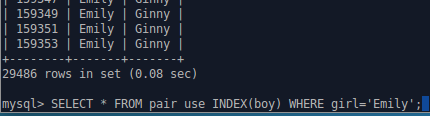 | 159347 | Emily | Ginny |
| 159349 | Emily | Ginny |
| 159351 | Emily | Ginny |
| 159353 | Emily | Ginny |
+--------+-------+-------+
29486 rows in set (0.08 sec)
mysql> SELECT * FROM pair use INDEX(boy) WHERE girl='Emily';